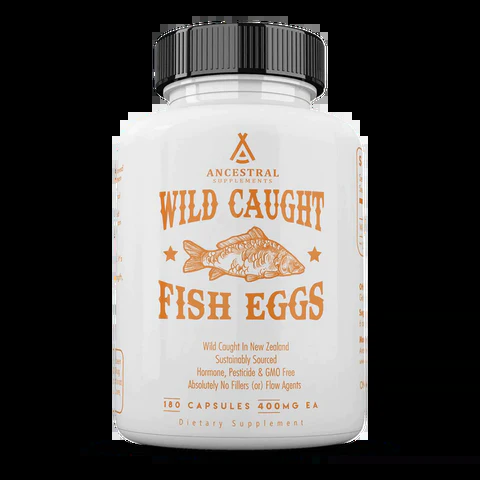 ANCESTRAL
SUPPLEMENTS
WILD CAUGHT
FISH EGGS
Wild Caught In New Zealand
Sustainably Sourced
Hormone, Pesticide & GMO Free
Absolutely No Fillers (or) Flow Agents
180 CAPSULES 400MG EA
Dietary Supplement